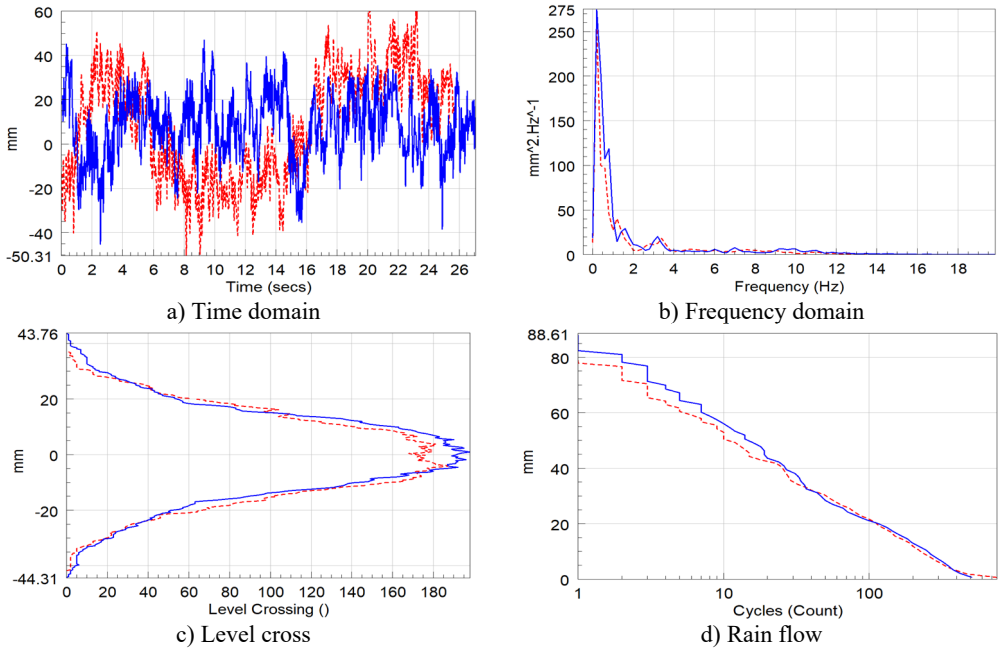 60
40
20
0
-20
-40
-50.31
mm
0 2 4 6 8 10 12 14 16 18 20 22 24 26
Time (secs)
a) Time domain
275
250
200
150
100
50
0
mm^2.Hz^-1
0 2 4 6 8 10 12 14 16 18
Frequency (Hz)
b) Frequency domain
43.76
20
0
-20
-44.31
mm
0 20 40 60 80 100 120 140 160 180
Level Crossing ()
c) Level cross
88.61
80
60
40
20
0
mm
1 10 100
Cycles (Count)
d) Rain flow